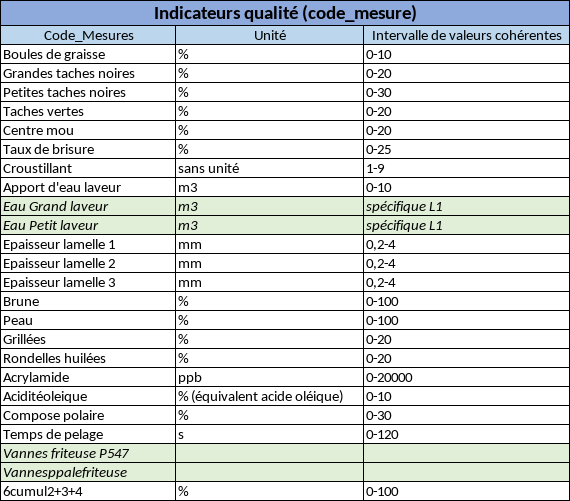 Indicateurs qualité (code_mesure)
Code_Mesures Unité Intervalle de valeurs cohérentes
Boules de graisse % 0-10
Grandes taches noires % 0-20
Petites taches noires % 0-30
Taches vertes % 0-20
Centre mou % 0-20
Taux de brisure % 0-25
Croustillant sans unité 1-9
Apport d'eau laveur m3 0-10
Eau Grand laveur m3 spécifique L1
Eau Petit laveur m3 spécifique L1
Epaisseur lamelle 1 mm 0,2-4
Epaisseur lamelle 2 mm 0,2-4
Epaisseur lamelle 3 mm 0,2-4
Brune % 0-100
Peau % 0-100
Grillées % 0-20
Rondelles huilées % 0-20
Acrylamide ppb 0-20000
Aciditéoleique % (équivalent acide oléique) 0-10
Compose polaire % 0-30
Temps de pelage s 0-120
Vannes friteuse P547
Vannesppalefriteuse
6cumul2+3+4 % 0-100